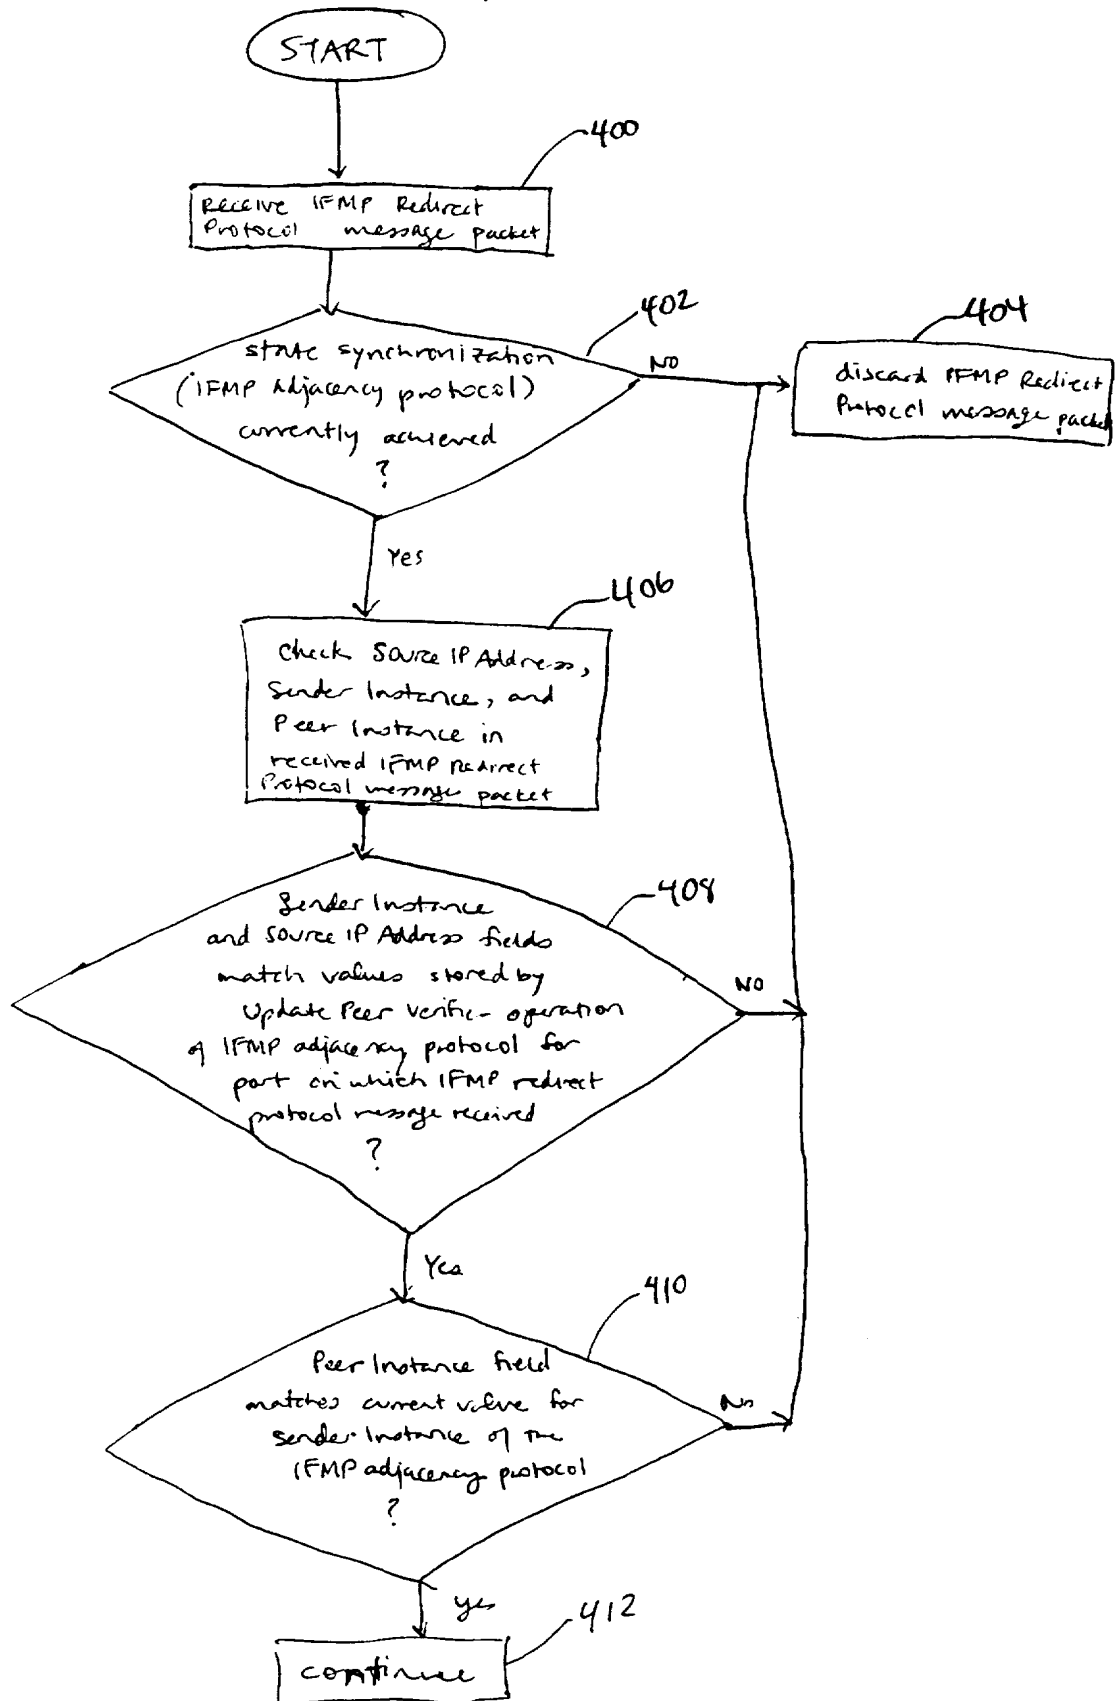 START
400
Receive IFMP Redirect
Protocol message packet
402
state synchronization
(IFMP Adjacency protocol)
currently achieved
?
NO
404
discard IFMP Redirect
Protocol message packet
Yes
406
Check Source IP Address,
Sender Instance, and
Peer Instance in
received IFMP Redirect
Protocol message packet
408
Sender Instance
and Source IP Address fields
match values stored by
Update Peer Verific- operation
of IFMP adjacency protocol for
port on which IFMP redirect
protocol message received
?
NO
Yes
410
Peer Instance field
matches current value for
sender Instance of the
IFMP adjacency protocol
?
No
yes
412
continue